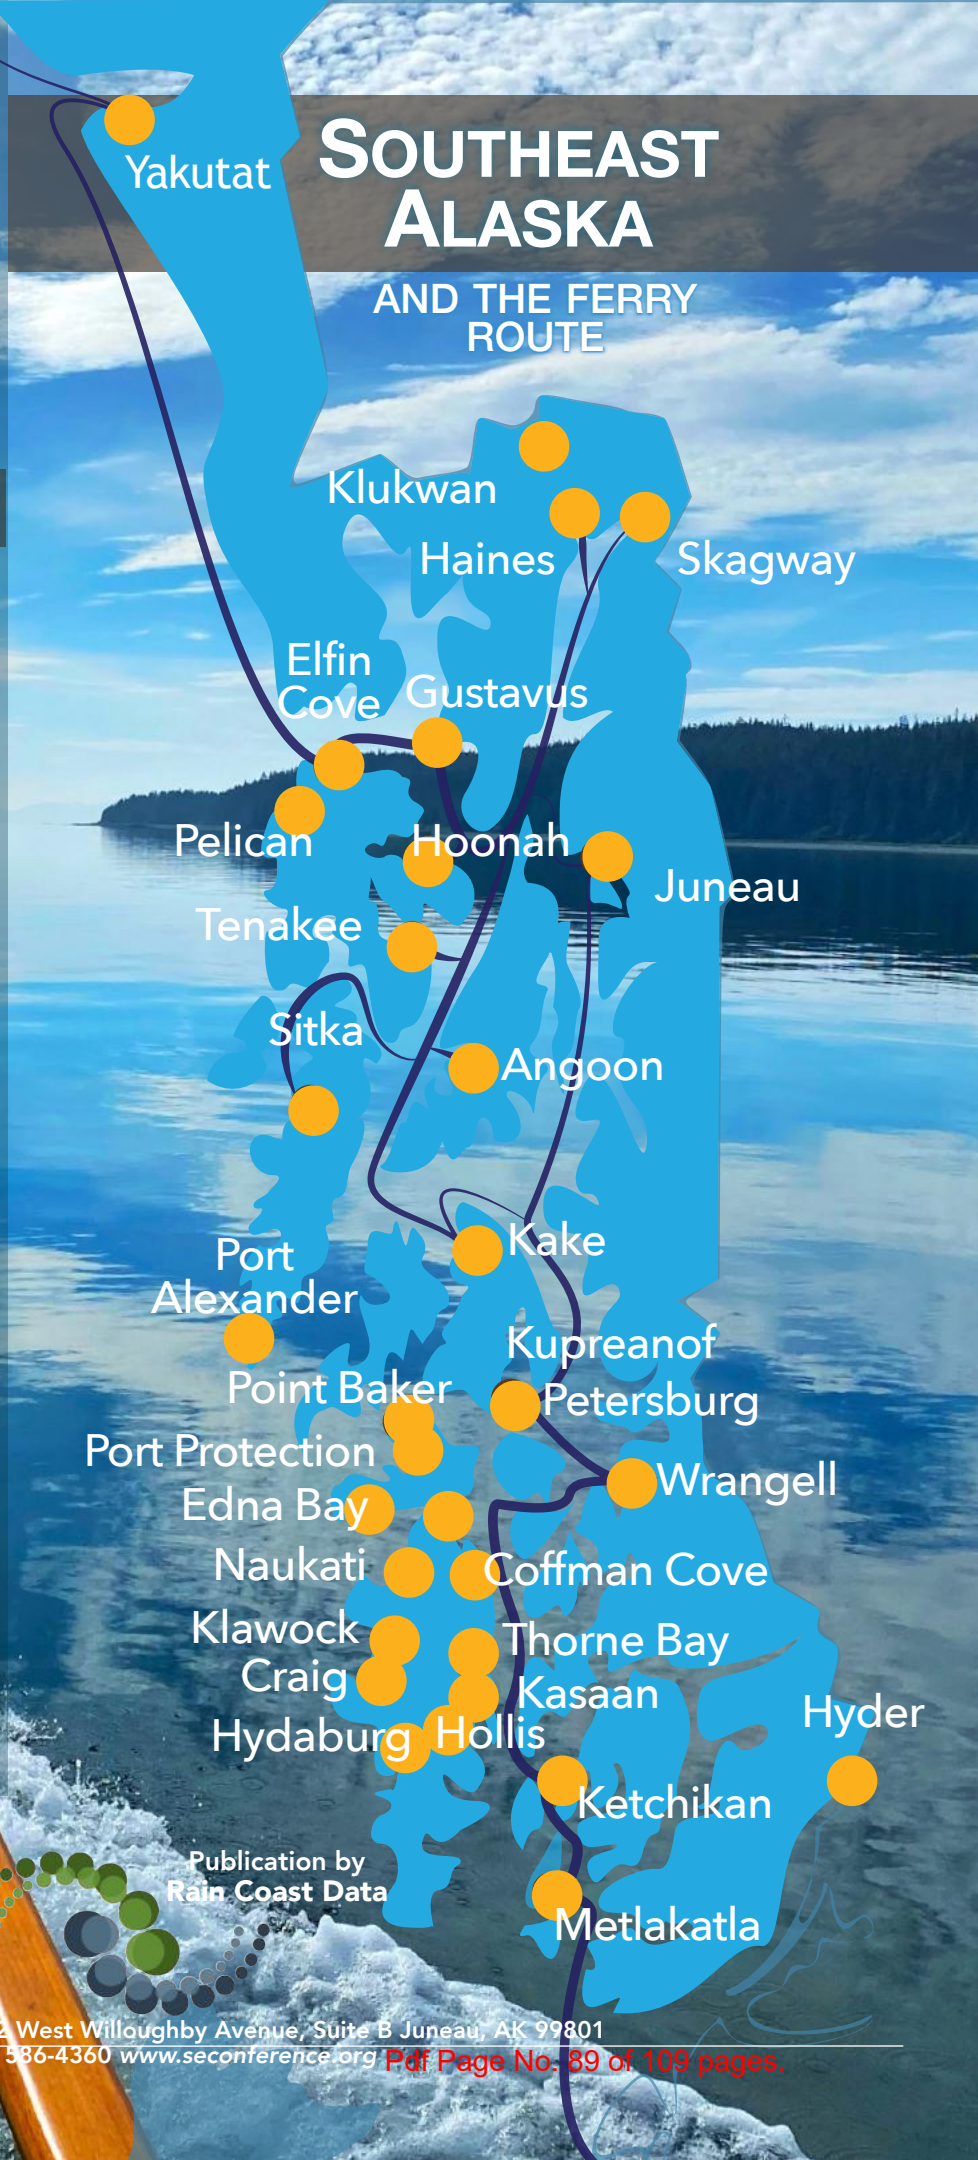 Yakutat
SOUTHEAST
ALASKA
AND THE FERRY
ROUTE
Klukwan
Haines
Skagway
Elfin
Cove
Gustavus
Pelican
Hoonah
Juneau
Tenakee
Sitka
Angoon
Kake
Port
Alexander
Kupreanof
Point Baker
Petersburg
Port Protection
Wrangell
Edna Bay
Naukati
Coffman Cove
Klawock
Thorne Bay
Craig
Kasaan
Hyder
Hydaburg
Hollis
Ketchikan
Publication by
Rain Coast Data
Metlakatla
West Willoughby Avenue, Suite B Juneau, AK 99801
586-4360 www.seconference.org
Pdf Page No. 89 of 109 pages.